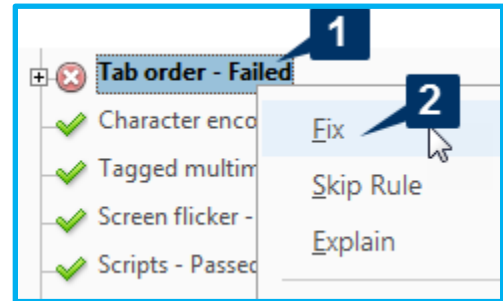 1
Tab order - Failed
2
Character enco
Fix
Tagged multim
Skip Rule
Screen flicker -
Explain
Scripts - Passed